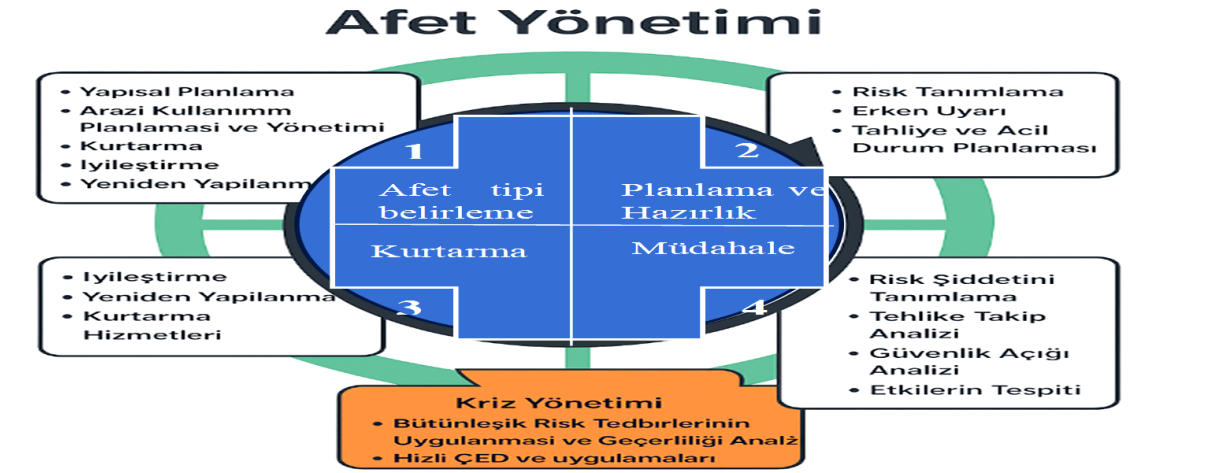 Afet Yönetimi
• Yapısal Planlama
• Arazi Kullanımm
Planlamasi ve Yönetimi
• Kurtarma
• Iyileştirme
• Yeniden Yapilanm
• Risk Tanımlama
• Erken Uyarı
• Tahliye ve Acil
Durum Planlaması
1
2
Afet tipi
belirleme
Planlama ve
Hazırlık
Kurtarma
Müdahale
3
4
• Iyileştirme
• Yeniden Yapilanma
• Kurtarma
Hizmetleri
• Risk Şiddetini
Tanımlama
• Tehlike Takip
Analizi
• Güvenlik Açığı
Analizi
• Etkilerin Tespiti
Kriz Yönetimi
• Bütünleşik Risk Tedbırlerinin
Uygulanması ve Geçerliliği Analż
• Hizli ÇED ve uygulamaları